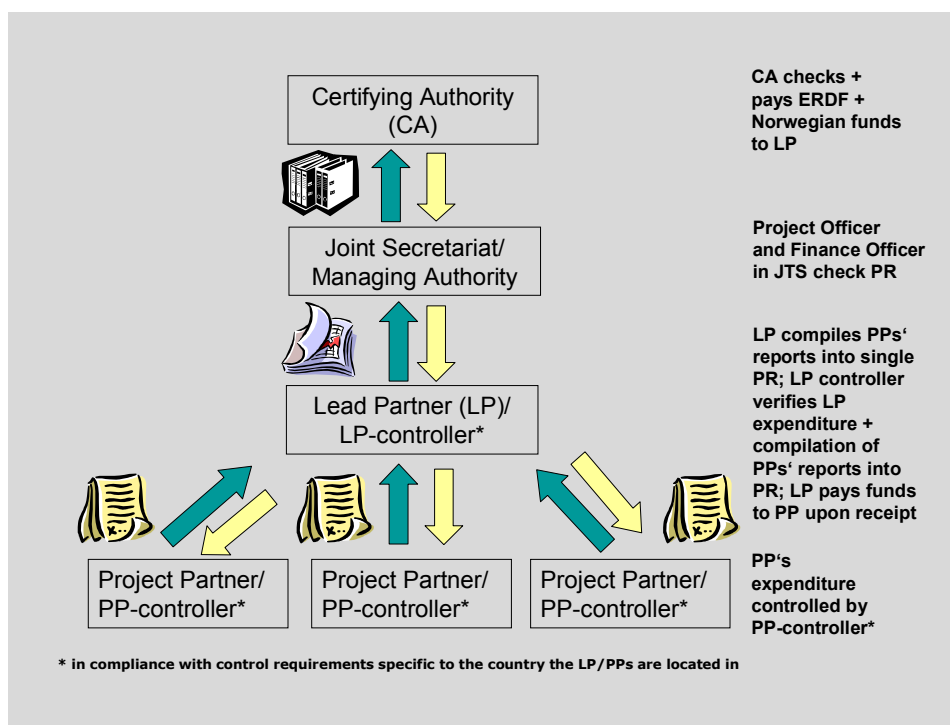 Certifying Authority
(CA)
CA checks +
pays ERDF +
Norwegian funds
to LP
Joint Secretariat/
Managing Authority
Project Officer
and Finance Officer
in JTS check PR
Lead Partner (LP)/
LP-controller*
LP compiles PPs‘
reports into single
PR; LP controller
verifies LP
expenditure +
compilation of
PPs‘ reports into
PR; LP pays funds
to PP upon receipt
Project Partner/
PP-controller*
Project Partner/
PP-controller*
Project Partner/
PP-controller*
PP‘s
expenditure
controlled by
PP-controller*
* in compliance with control requirements specific to the country the LP/PPs are located in